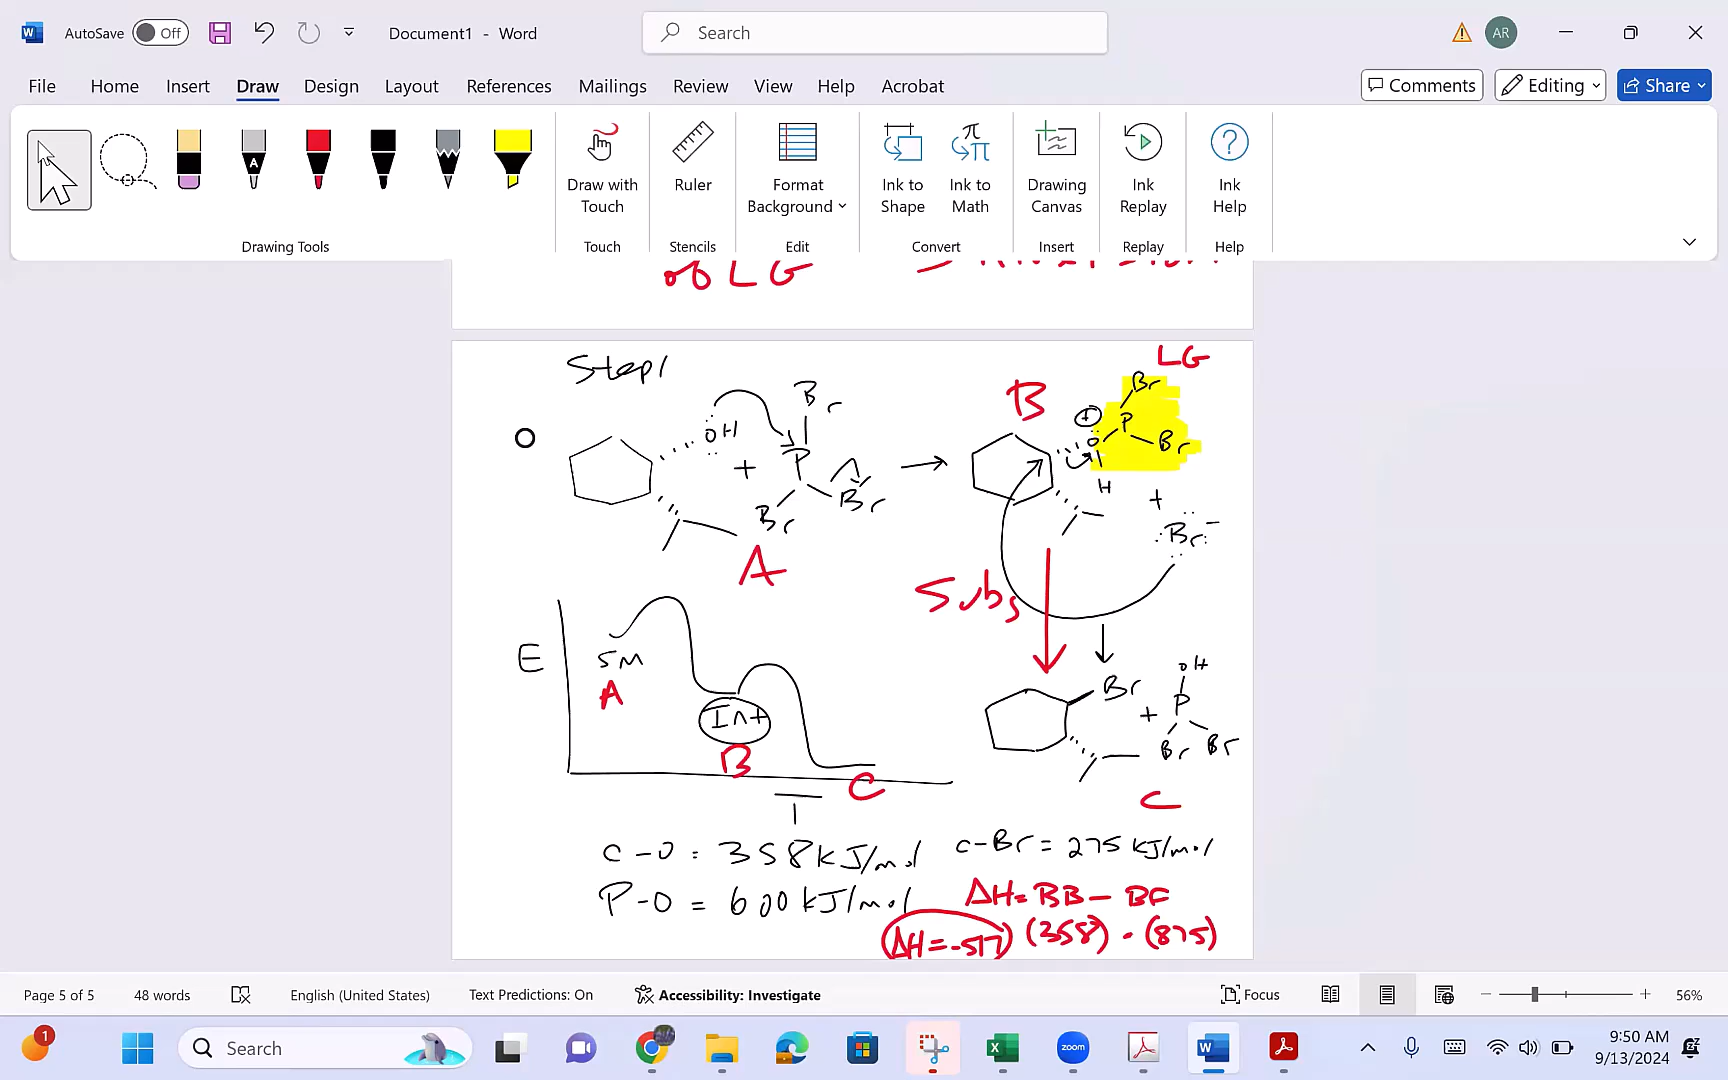 AutoSave Off Document1 - Word Search AR
File Home Insert Draw Design Layout References Mailings Review View Help Acrobat Comments Editing Share
A
Draw with Touch
Ruler
Format Background
Ink to Shape
Ink to Math
Drawing Canvas
Ink Replay
Ink Help
Drawing Tools Touch Stencils Edit Convert Insert Replay Help
of LG
Step 1
OH
+
Br
P
Br
Br
A
B
LG
+
O
H
P
Br
Br
+
Br -
Subs
E
SM
A
Int
B
C
Br
+
OH
P
Br Br
C
C-O = 358 kJ/mol
C-Br = 275 kJ/mol
P-O = 600 kJ/mol
ΔH = BB - BF
ΔH = -517 (358) - (875)
Page 5 of 5 48 words English (United States) Text Predictions: On Accessibility: Investigate Focus 56%
1 Search zoom 9:50 AM
9/13/2024